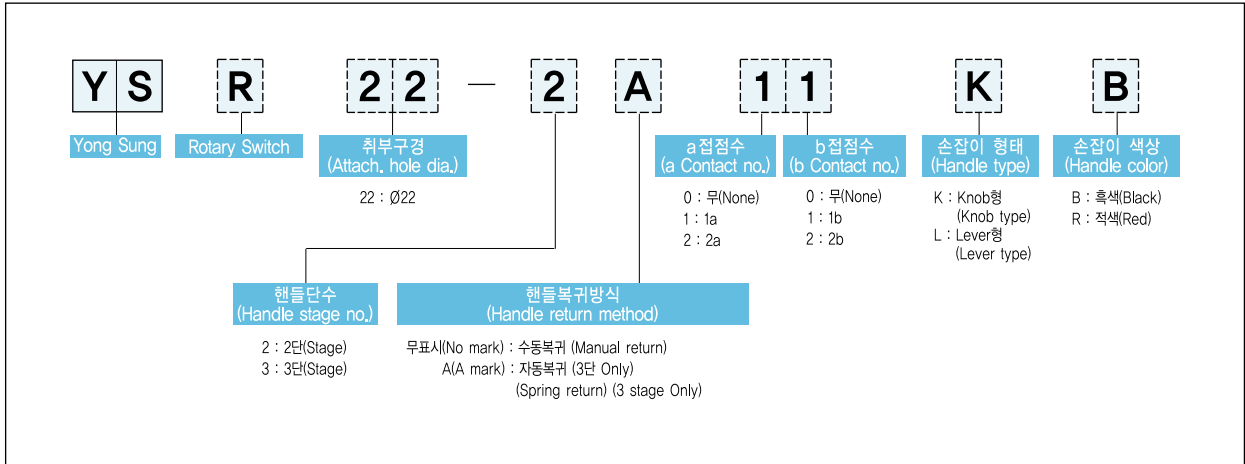 YS R 22 - 2 A 11 K B
Yong Sung
Rotary Switch
취부구경
(Attach. hole dia.)
22 : Ø22
a접점수
(a Contact no.)
0 : 무(None)
1 : 1a
2 : 2a
b접점수
(b Contact no.)
0 : 무(None)
1 : 1b
2 : 2b
손잡이 형태
(Handle type)
K : Knob형
(Knob type)
L : Lever형
(Lever type)
손잡이 색상
(Handle color)
B : 흑색(Black)
R : 적색(Red)
핸들단수
(Handle stage no.)
2 : 2단(Stage)
3 : 3단(Stage)
핸들복귀방식
(Handle return method)
무표시(No mark) : 수동복귀 (Manual return)
A(A mark) : 자동복귀 (3단 Only)
(Spring return) (3 stage Only)